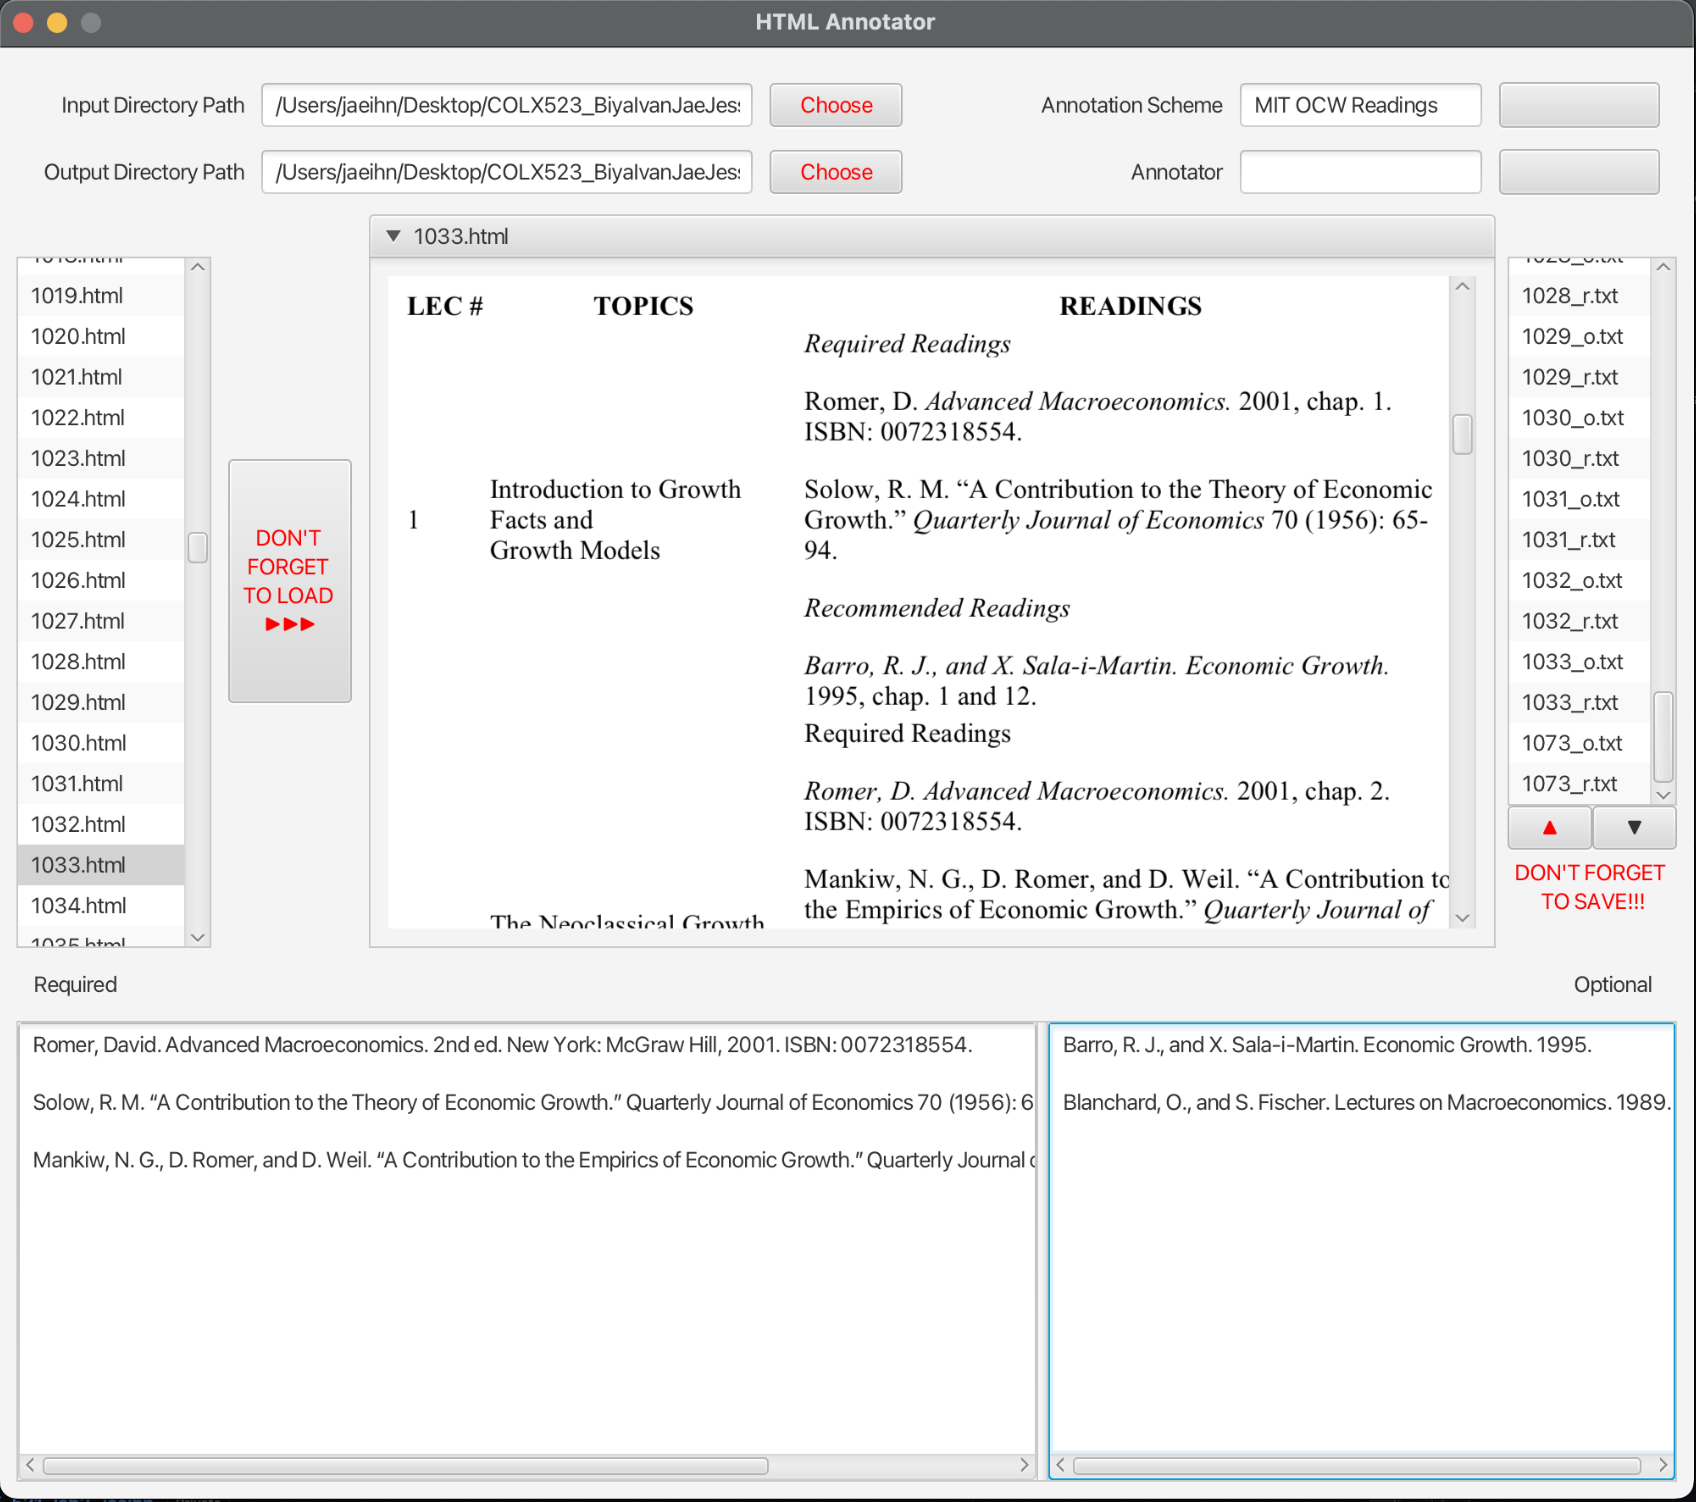 HTML Annotator
Input Directory Path
/Users/jaeihn/Desktop/COLX523_BiyaIvanJaeJess
Choose
Annotation Scheme
MIT OCW Readings
Output Directory Path
/Users/jaeihn/Desktop/COLX523_BiyaIvanJaeJess
Choose
Annotator
1019.html
1020.html
1021.html
1022.html
1023.html
1024.html
1025.html
1026.html
1027.html
1028.html
1029.html
1030.html
1031.html
1032.html
1033.html
1034.html
1035.html
DON'T
FORGET
TO LOAD
▶▶▶
▼ 1033.html
LEC # TOPICS READINGS
1
Introduction to Growth
Facts and
Growth Models
Required Readings
Romer, D. Advanced Macroeconomics. 2001, chap. 1.
ISBN: 0072318554.
Solow, R. M. “A Contribution to the Theory of Economic
Growth.” Quarterly Journal of Economics 70 (1956): 65-
94.
Recommended Readings
Barro, R. J., and X. Sala-i-Martin. Economic Growth.
1995, chap. 1 and 12.
The Neoclassical Growth
Required Readings
Romer, D. Advanced Macroeconomics. 2001, chap. 2.
ISBN: 0072318554.
Mankiw, N. G., D. Romer, and D. Weil. “A Contribution to
the Empirics of Economic Growth.” Quarterly Journal of
1028_o.txt
1028_r.txt
1029_o.txt
1029_r.txt
1030_o.txt
1030_r.txt
1031_o.txt
1031_r.txt
1032_o.txt
1032_r.txt
1033_o.txt
1033_r.txt
1073_o.txt
1073_r.txt
▲ ▼
DON'T FORGET
TO SAVE!!!
Required
Romer, David. Advanced Macroeconomics. 2nd ed. New York: McGraw Hill, 2001. ISBN: 0072318554.
Solow, R. M. “A Contribution to the Theory of Economic Growth.” Quarterly Journal of Economics 70 (1956): 6
Mankiw, N. G., D. Romer, and D. Weil. “A Contribution to the Empirics of Economic Growth.” Quarterly Journal
Optional
Barro, R. J., and X. Sala-i-Martin. Economic Growth. 1995.
Blanchard, O., and S. Fischer. Lectures on Macroeconomics. 1989.